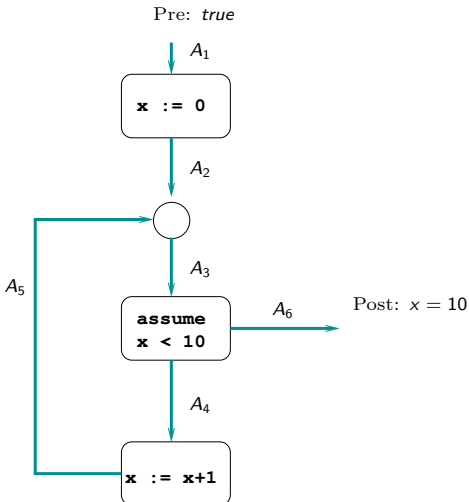 Pre: true
A1
x := 0
A2
A3
A5
assume
x < 10
A6
Post: x = 10
A4
x := x+1